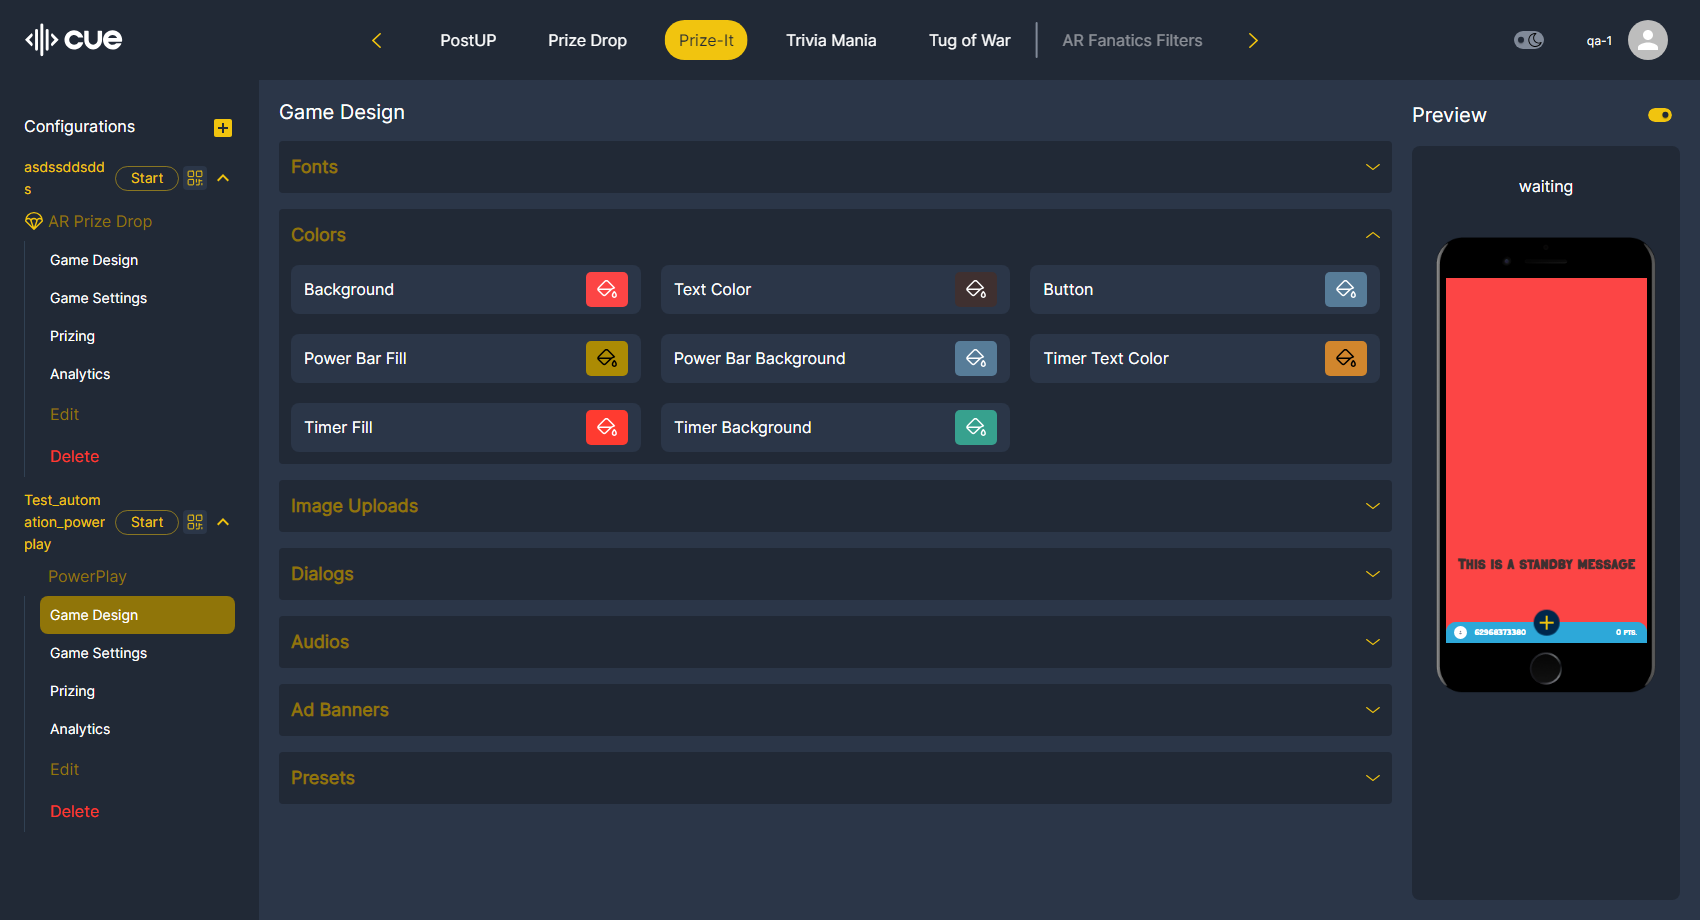 cue
PostUP
Prize Drop
Prize-It
Trivia Mania
Tug of War
AR Fanatics Filters
qa-1
Configurations
asdssddsdd
s
Start
AR Prize Drop
Game Design
Game Settings
Prizing
Analytics
Edit
Delete
Test_autom
ation_power
play
Start
PowerPlay
Game Design
Game Settings
Prizing
Analytics
Edit
Delete
Game Design
Fonts
Colors
Background
Text Color
Button
Power Bar Fill
Power Bar Background
Timer Text Color
Timer Fill
Timer Background
Image Uploads
Dialogs
Audios
Ad Banners
Presets
Preview
waiting
THIS IS A STANDBY MESSAGE
62968373380
0 PTS.